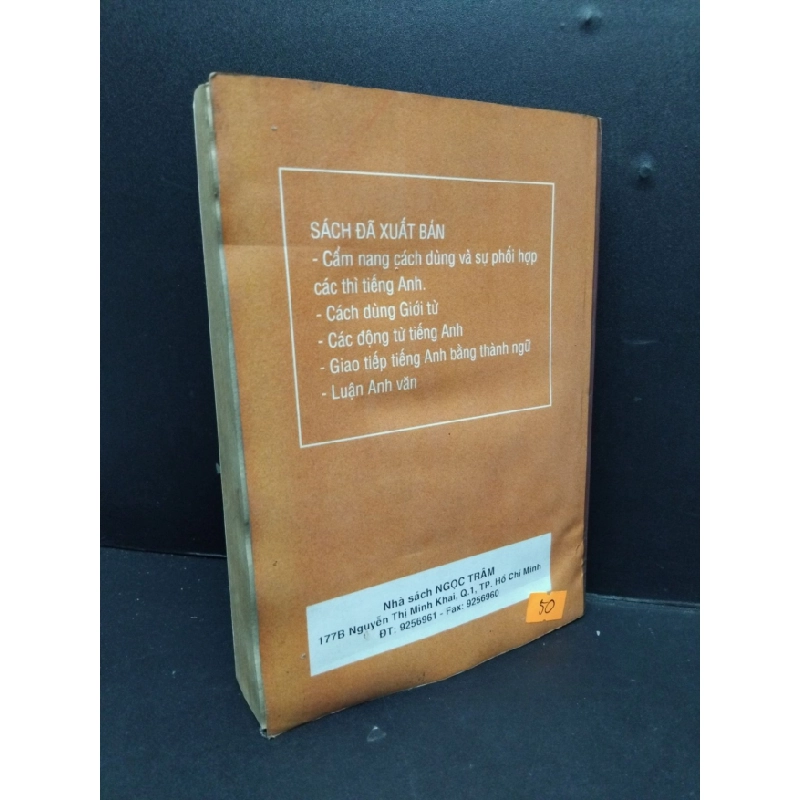 SÁCH ĐÃ XUẤT BẢN
- Cẩm nang cách dùng và sự phối hợp
các thì tiếng Anh.
- Cách dùng Giới từ
- Các động từ tiếng Anh
- Giao tiếp tiếng Anh bằng thành ngữ
- Luận Anh văn
Nhà sách NGỌC TRÂM
177B Nguyễn Thị Minh Khai, Q.1, TP. Hồ Chí Minh
ĐT: 9256961 - Fax: 9256960
50